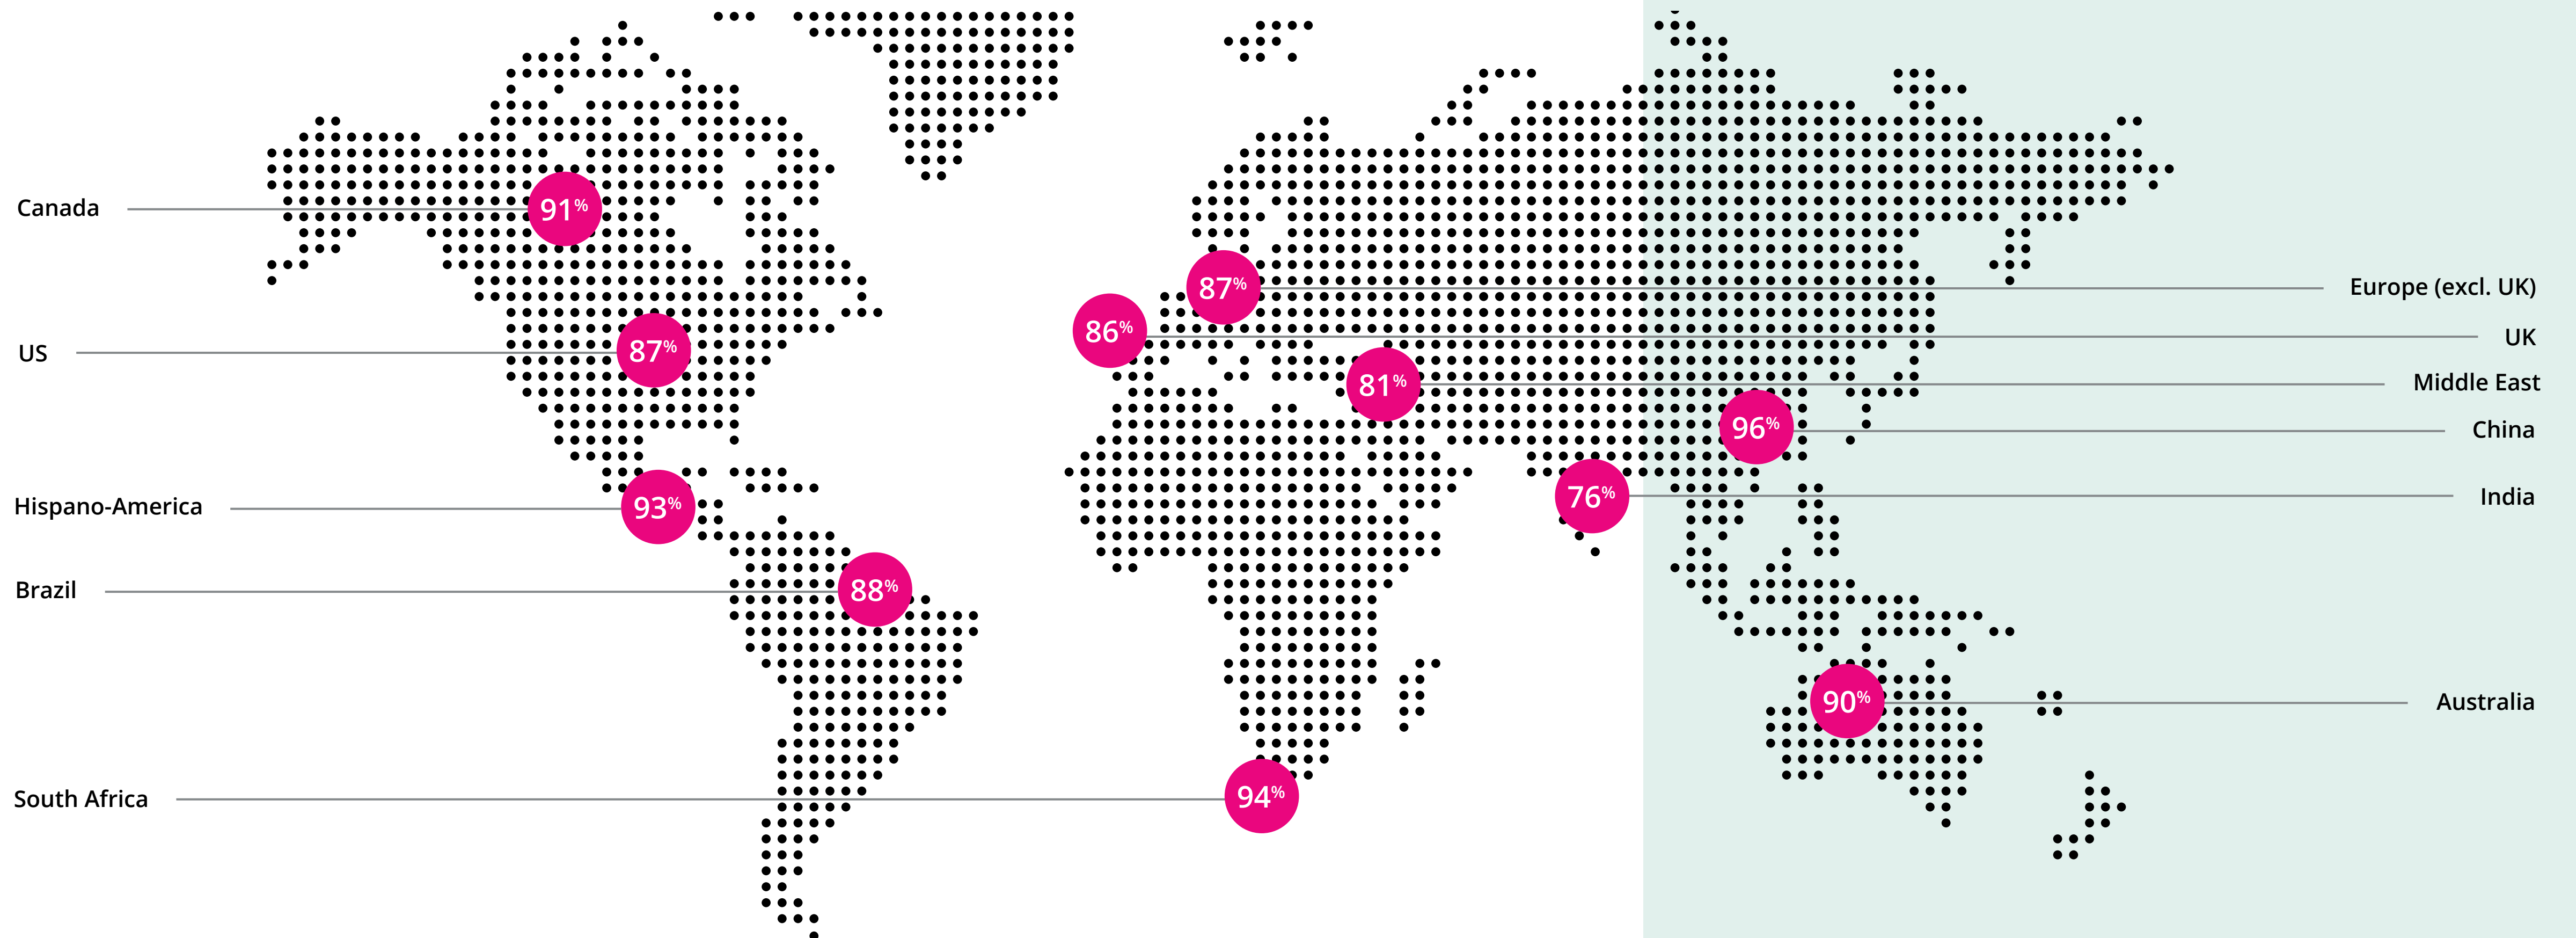 Canada 91%
US 87%
Hispano-America 93%
Brazil 88%
South Africa 94%
87% Europe (excl. UK)
86% UK
81% Middle East
96% China
76% India
90% Australia